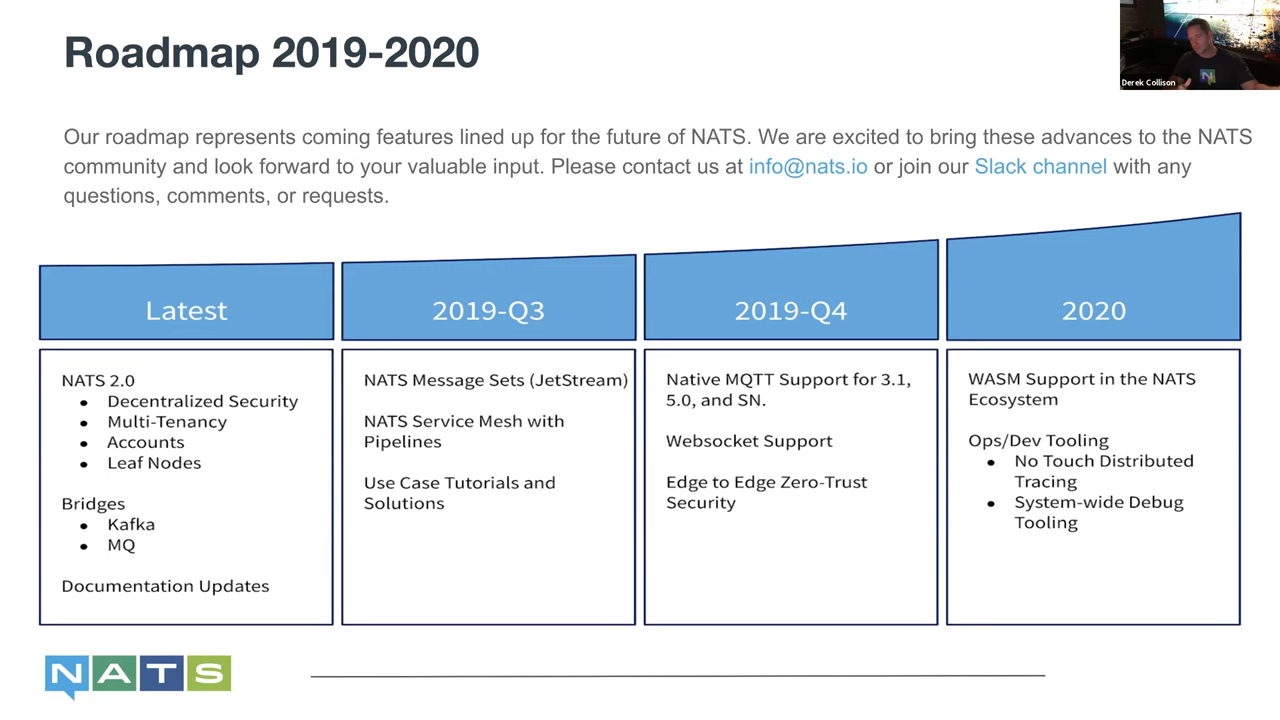 Roadmap 2019-2020
Derek Collison
Our roadmap represents coming features lined up for the future of NATS. We are excited to bring these advances to the NATS
community and look forward to your valuable input. Please contact us at info@nats.io or join our Slack channel with any
questions, comments, or requests.
Latest
NATS 2.0
• Decentralized Security
• Multi-Tenancy
• Accounts
• Leaf Nodes
Bridges
• Kafka
• MQ
Documentation Updates
2019-Q3
NATS Message Sets (JetStream)
NATS Service Mesh with
Pipelines
Use Case Tutorials and
Solutions
2019-Q4
Native MQTT Support for 3.1,
5.0, and SN.
Websocket Support
Edge to Edge Zero-Trust
Security
2020
WASM Support in the NATS
Ecosystem
Ops/Dev Tooling
• No Touch Distributed
Tracing
• System-wide Debug
Tooling
NATS
N